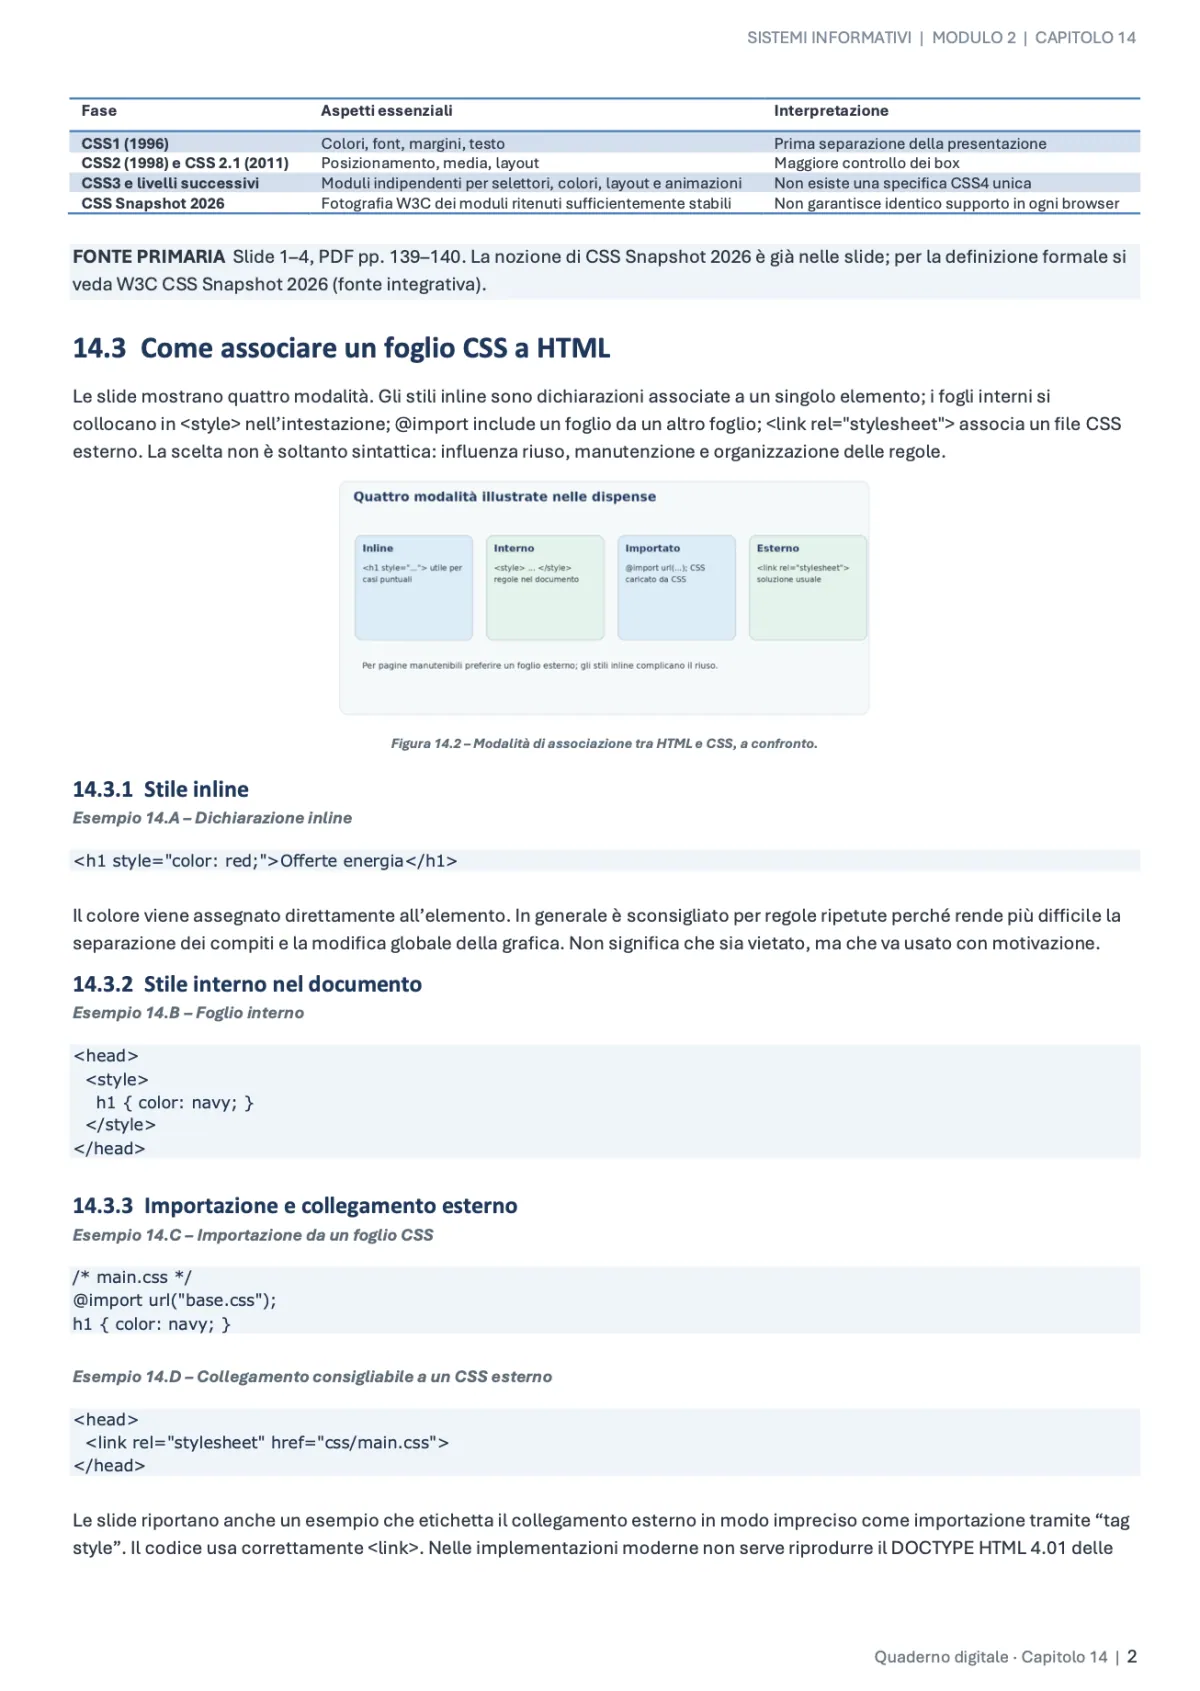 SISTEMI INFORMATIVI | MODULO 2 | CAPITOLO 14
Fase Aspetti essenziali Interpretazione
CSS1 (1996) Colori, font, margini, testo Prima separazione della presentazione
CSS2 (1998) e CSS 2.1 (2011) Posizionamento, media, layout Maggiore controllo dei box
CSS3 e livelli successivi Moduli indipendenti per selettori, colori, layout e animazioni Non esiste una specifica CSS4 unica
CSS Snapshot 2026 Fotografia W3C dei moduli ritenuti sufficientemente stabili Non garantisce identico supporto in ogni browser
FONTE PRIMARIA Slide 1–4, PDF pp. 139–140. La nozione di CSS Snapshot 2026 è già nelle slide; per la definizione formale si
veda W3C CSS Snapshot 2026 (fonte integrativa).
14.3 Come associare un foglio CSS a HTML
Le slide mostrano quattro modalità. Gli stili inline sono dichiarazioni associate a un singolo elemento; i fogli interni si
collocano in <style> nell’intestazione; @import include un foglio da un altro foglio; <link rel="stylesheet"> associa un file CSS
esterno. La scelta non è soltanto sintattica: influenza riuso, manutenzione e organizzazione delle regole.
Quattro modalità illustrate nelle dispense
Inline
<h1 style="..."> utile per
casi puntuali
Interno
<style> ... </style>
regole nel documento
Importato
@import url(...); CSS
caricato da CSS
Esterno
<link rel="stylesheet">
soluzione usuale
Per pagine manutenibili preferire un foglio esterno; gli stili inline complicano il riuso.
Figura 14.2 – Modalità di associazione tra HTML e CSS, a confronto.
14.3.1 Stile inline
Esempio 14.A – Dichiarazione inline
<h1 style="color: red;">Offerte energia</h1>
Il colore viene assegnato direttamente all’elemento. In generale è sconsigliato per regole ripetute perché rende più difficile la
separazione dei compiti e la modifica globale della grafica. Non significa che sia vietato, ma che va usato con motivazione.
14.3.2 Stile interno nel documento
Esempio 14.B – Foglio interno
<head>
<style>
h1 { color: navy; }
</style>
</head>
14.3.3 Importazione e collegamento esterno
Esempio 14.C – Importazione da un foglio CSS
/* main.css */
@import url("base.css");
h1 { color: navy; }
Esempio 14.D – Collegamento consigliabile a un CSS esterno
<head>
<link rel="stylesheet" href="css/main.css">
</head>
Le slide riportano anche un esempio che etichetta il collegamento esterno in modo impreciso come importazione tramite “tag
style”. Il codice usa correttamente <link>. Nelle implementazioni moderne non serve riprodurre il DOCTYPE HTML 4.01 delle
Quaderno digitale · Capitolo 14 | 2